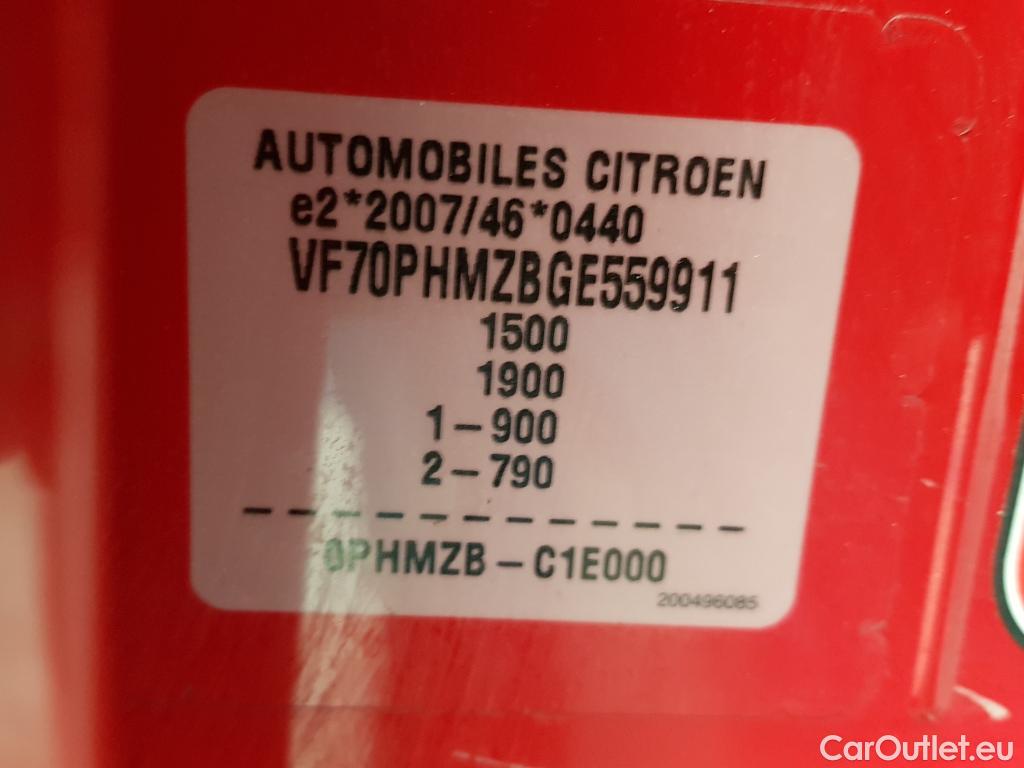 AUTOMOBILES CITROEN
e2*2007/46*0440
VF70PHMZBGE559911
1500
1900
1-900
2-790
------------
0PHMZB-C1E000
200496085
CarOutlet.eu